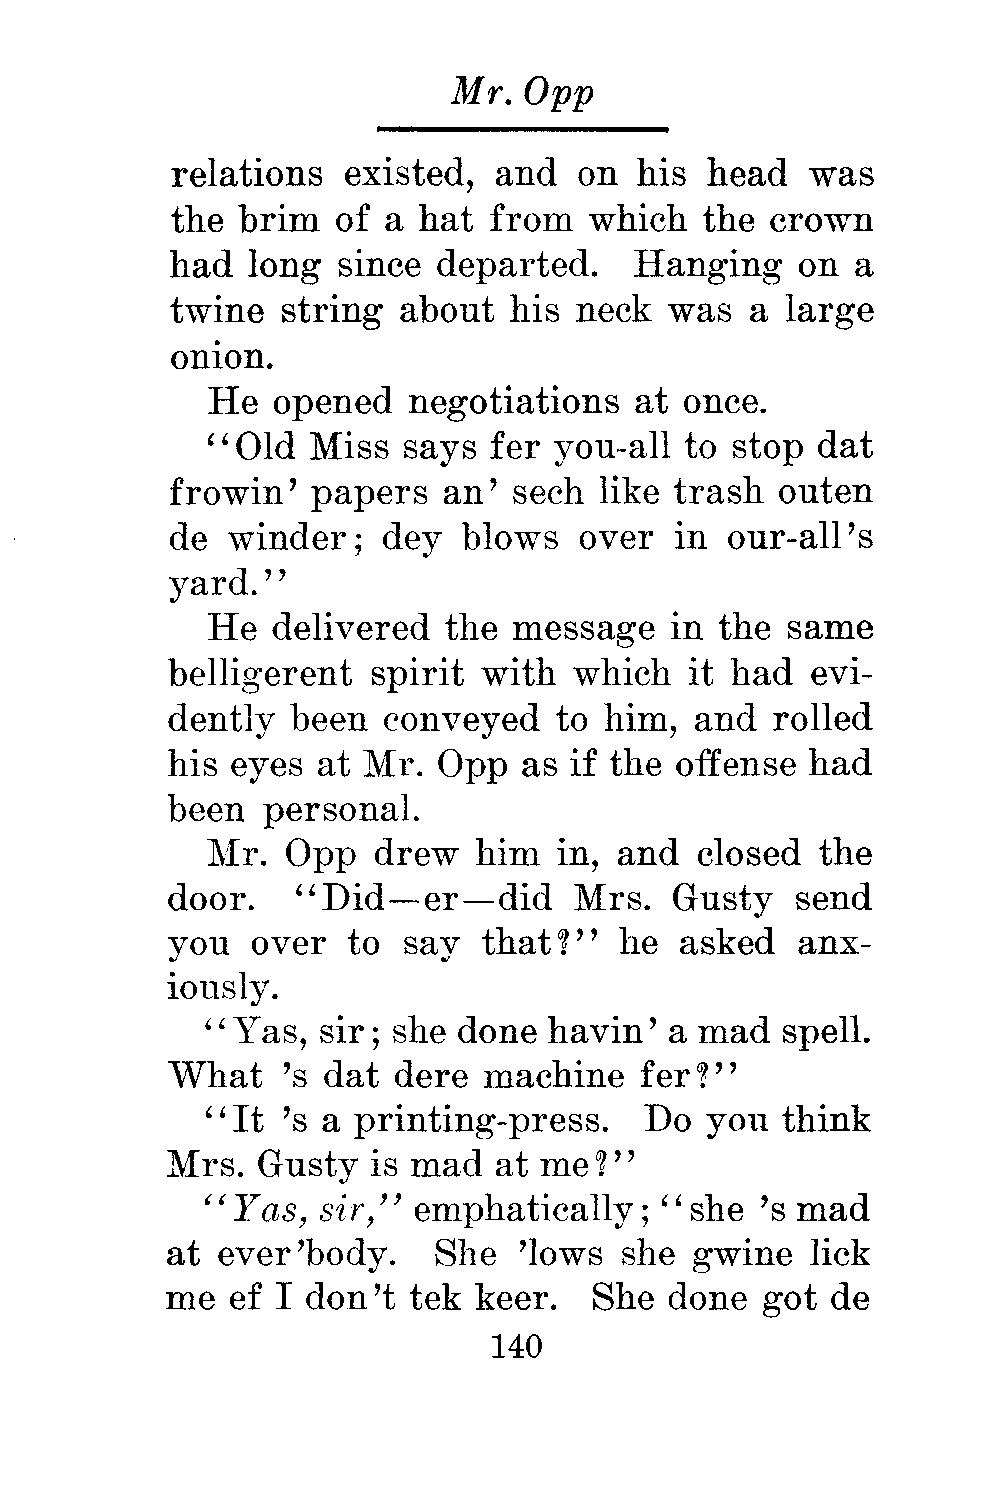 Mr. Opp
relations existed, and on his head was
the brim of a hat from which the crown
had long since departed. Hanging on a
twine string about his neck was a large
onion.
He opened negotiations at once.
"Old Miss says fer you-all to stop dat
frowin' papers an' sech like trash outen
de winder; dey blows over in our-all's
yard."
He delivered the message in the same
belligerent spirit with which it had evi-
dently been conveyed to him, and rolled
his eyes at Mr. Opp as if the offense had
been personal.
Mr. Opp drew him in, and closed the
door. "Did—er—did Mrs. Gusty send
you over to say that?" he asked anx-
iously.
"Yas, sir; she done havin' a mad spell.
What 's dat dere machine fer?"
"It 's a printing-press. Do you think
Mrs. Gusty is mad at me?"
"Yas, sir," emphatically; "she 's mad
at ever'body. She 'lows she gwine lick
me ef I don't tek keer. She done got de
140